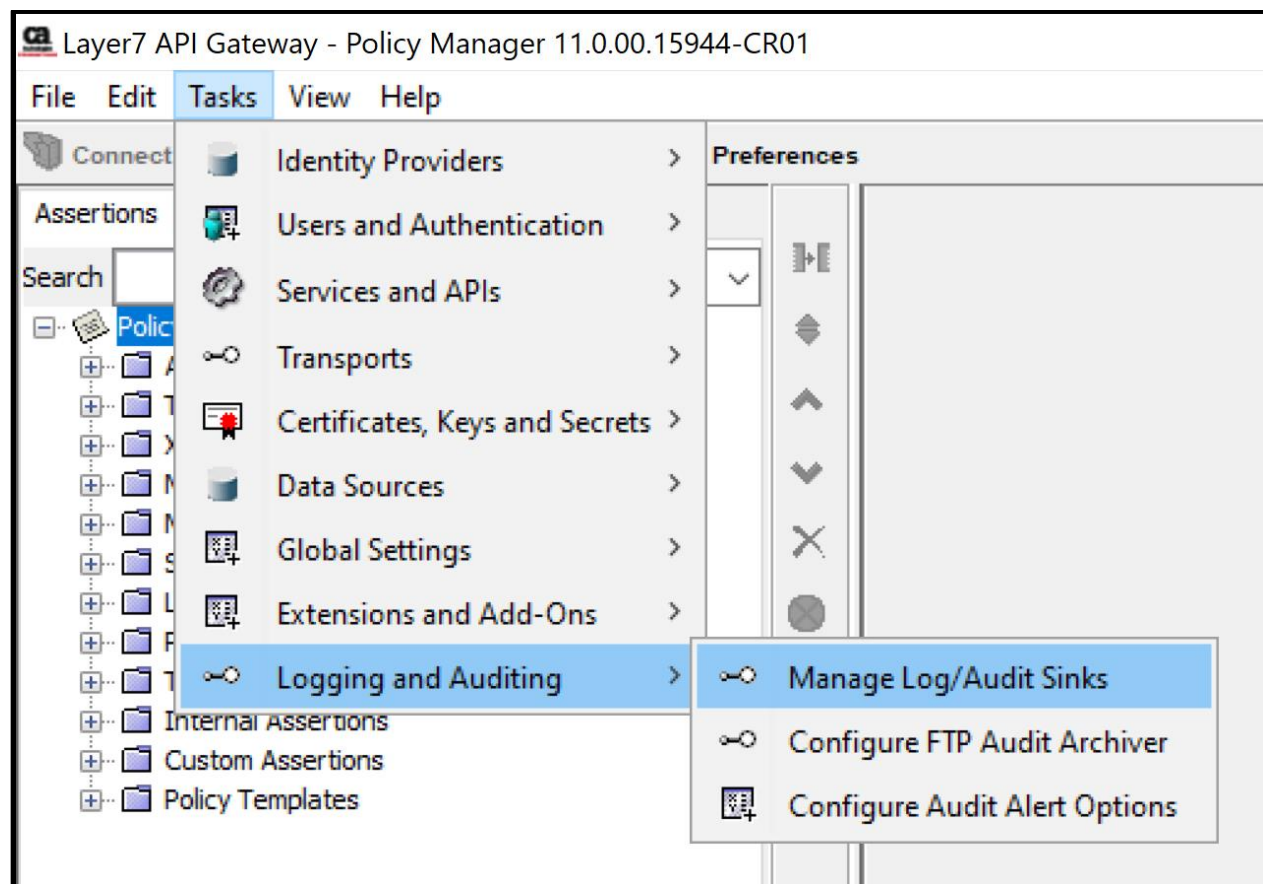 ca
Layer7 API Gateway - Policy Manager 11.0.00.15944-CR01
File Edit Tasks View Help
Connect
Preferences
Assertions
Search
Identity Providers
Users and Authentication
Services and APIs
Transports
Certificates, Keys and Secrets
Data Sources
Global Settings
Extensions and Add-Ons
Logging and Auditing
Manage Log/Audit Sinks
Configure FTP Audit Archiver
Configure Audit Alert Options
Internal Assertions
Custom Assertions
Policy Templates